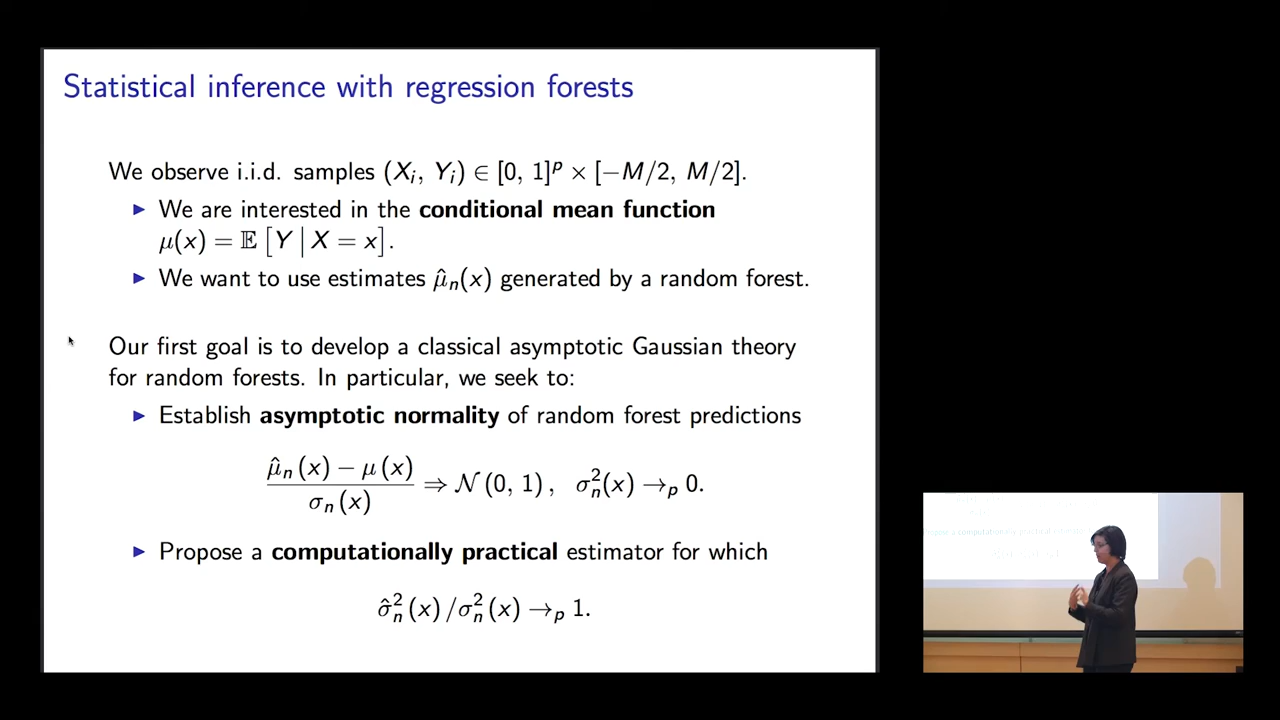 Statistical inference with regression forests
We observe i.i.d. samples (X_i, Y_i) ∈ [0, 1]^p × [−M/2, M/2].
▶ We are interested in the conditional mean function
μ(x) = 𝔼 [Y | X = x].
▶ We want to use estimates μ̂_n(x) generated by a random forest.
Our first goal is to develop a classical asymptotic Gaussian theory
for random forests. In particular, we seek to:
▶ Establish asymptotic normality of random forest predictions
(μ̂_n(x) − μ(x)) / σ_n(x) ⇒ 𝒩(0, 1), σ_n^2(x) →_p 0.
▶ Propose a computationally practical estimator for which
σ̂_n^2(x)/σ_n^2(x) →_p 1.